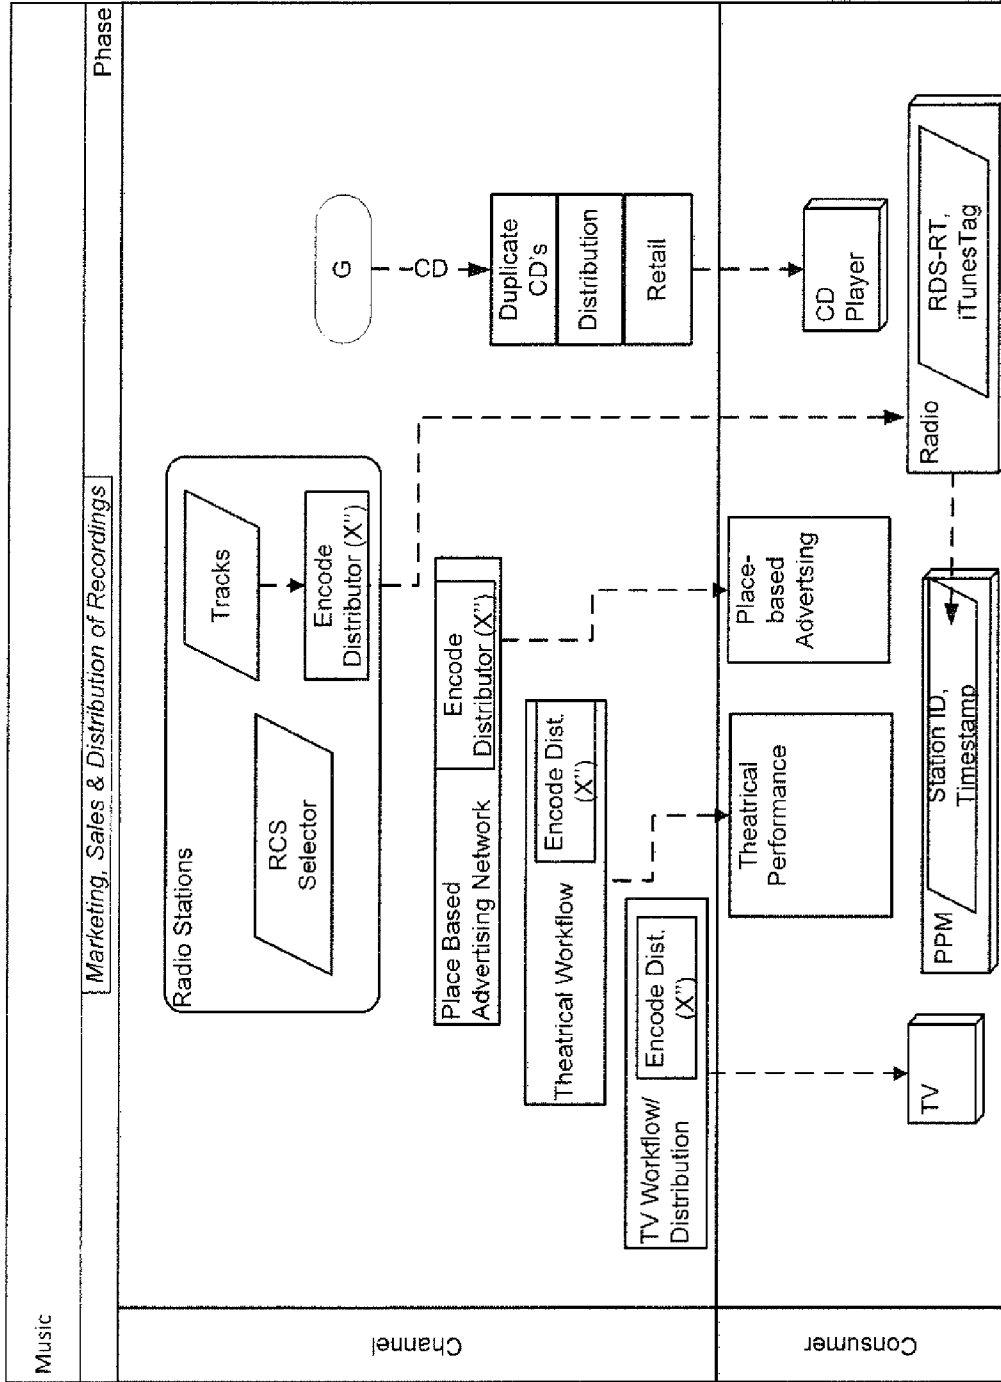 Music
Marketing, Sales & Distribution of Recordings
Phase
Channel
Radio Stations
RCS
Selector
Tracks
Encode
Distributor (X")
G
CD
Place Based
Advertising Network
Encode
Distributor (X")
Duplicate
CD's
Distribution
Retail
Theatrical Workflow
Encode Dist.
(X")
TV Workflow/
Distribution
Encode Dist.
(X")
Consumer
Theatrical
Performance
Place-
based
Advertsing
CD
Player
TV
PPM
Station ID,
Timestamp
Radio
RDS-RT,
iTunesTag